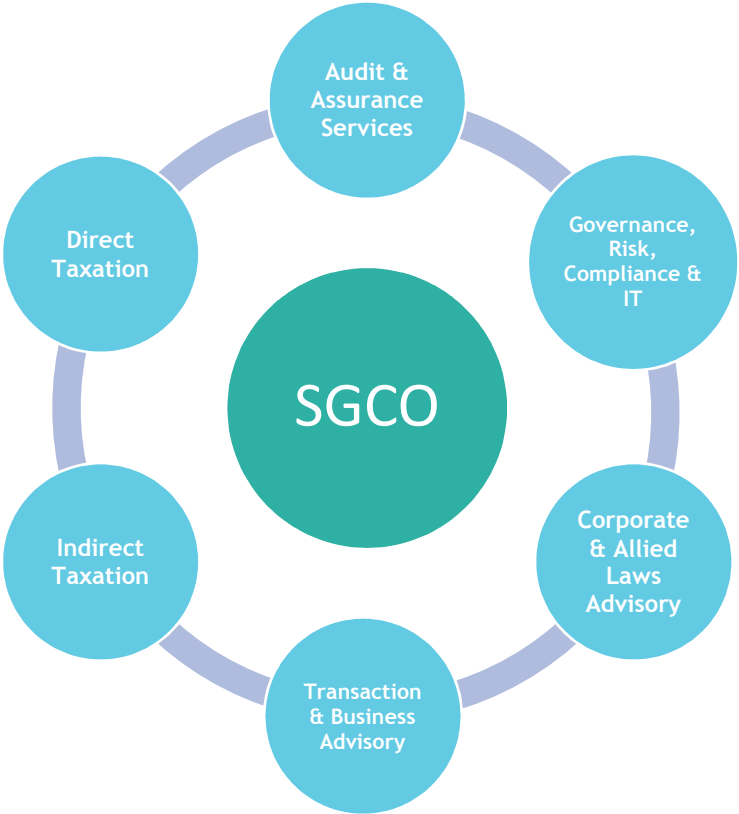 Audit &
Assurance
Services
Governance,
Risk,
Compliance &
IT
Corporate
& Allied
Laws
Advisory
Transaction
& Business
Advisory
Indirect
Taxation
Direct
Taxation
SGCO